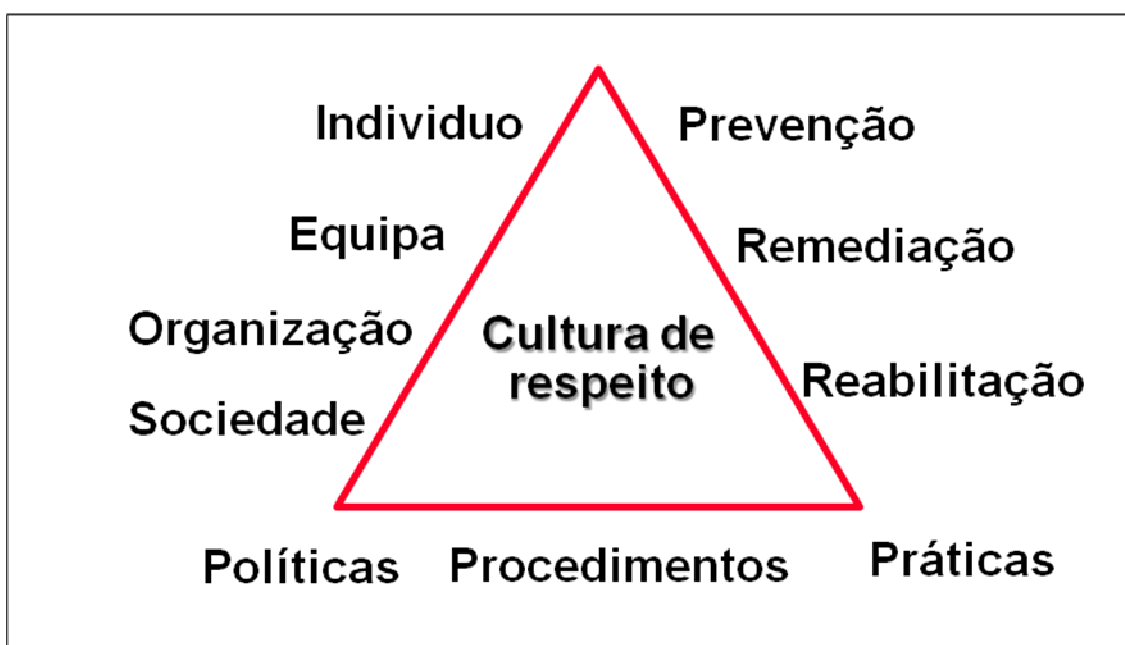 Individuo
Prevenção
Equipa
Remediação
Organização
Cultura de
respeito
Reabilitação
Sociedade
Políticas Procedimentos Práticas